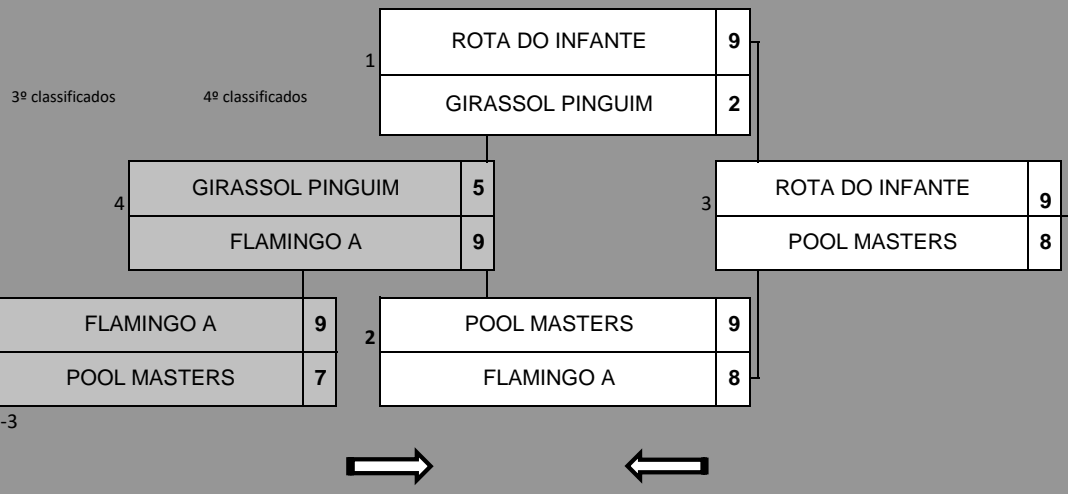 ROTA DO INFANTE 9
1
GIRASSOL PINGUIM 2
3º classificados 4º classificados
GIRASSOL PINGUIM 5
4
FLAMINGO A 9
ROTA DO INFANTE 9
3
POOL MASTERS 8
FLAMINGO A 9
POOL MASTERS 7
-3
POOL MASTERS 9
2
FLAMINGO A 8